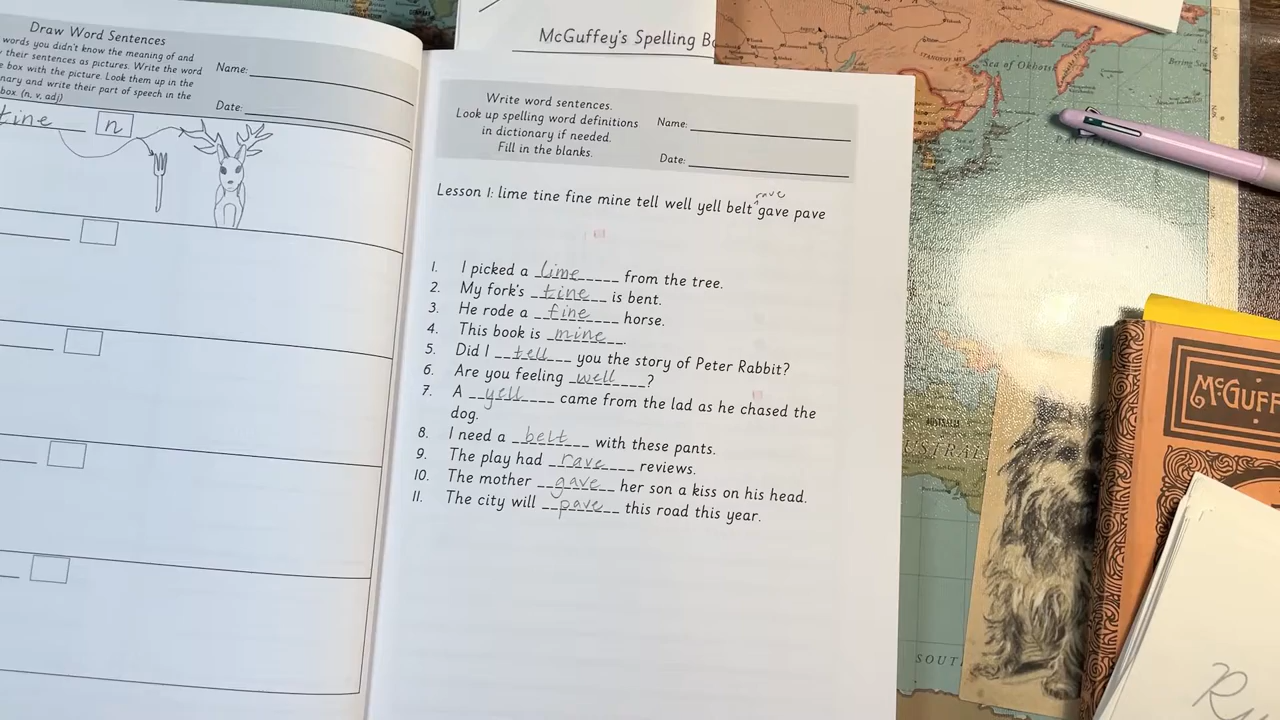 Draw Word Sentences
words you didn't know the meaning of and
their sentences as pictures. Write the word
box with the picture. Look them up in the
and write their part of speech in the
box. (n, v, adj)
Name:
Date:
tine n
McGuffey's Spelling
Write word sentences.
Look up spelling word definitions
in dictionary if needed.
Fill in the blanks.
Name:
Date:
rave
Lesson 1: lime tine fine mine tell well yell belt gave pave
1. I picked a lime from the tree.
2. My fork's tine is bent.
3. He rode a fine horse.
4. This book is mine.
5. Did I tell you the story of Peter Rabbit?
6. Are you feeling well?
7. A yell came from the lad as he chased the
dog.
8. I need a belt with these pants.
9. The play had rave reviews.
10. The mother gave her son a kiss on his head.
11. The city will pave this road this year.
Sea of Okhotsk
Bering Sea
STANOVOY MTS
AUSTRALIA
SOUT
McGUFF